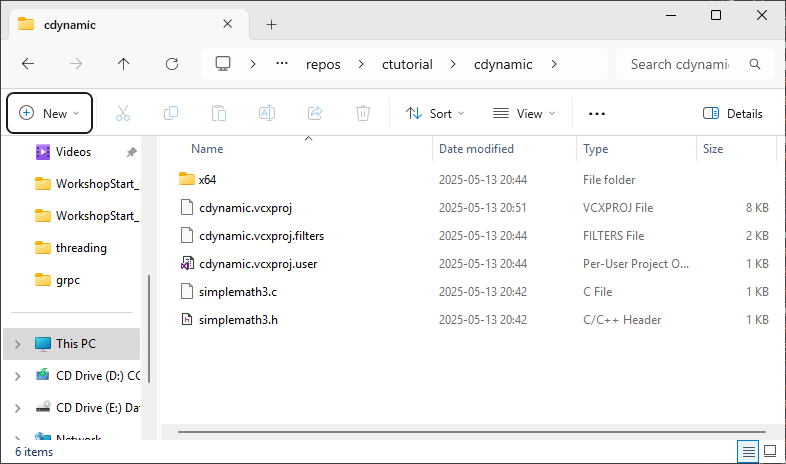 cdynamic
repos ctutorial cdynamic Search cdynamic
New Sort View Details
Name Date modified Type Size
Videos
WorkshopStart_
WorkshopStart_
threading
grpc
This PC
CD Drive (D:) CC
CD Drive (E:) Dat
Network
x64 2025-05-13 20:44 File folder
cdynamic.vcxproj 2025-05-13 20:51 VCXPROJ File 8 KB
cdynamic.vcxproj.filters 2025-05-13 20:44 FILTERS File 2 KB
cdynamic.vcxproj.user 2025-05-13 20:44 Per-User Project O... 1 KB
simplemath3.c 2025-05-13 20:42 C File 1 KB
simplemath3.h 2025-05-13 20:42 C/C++ Header 1 KB
6 items